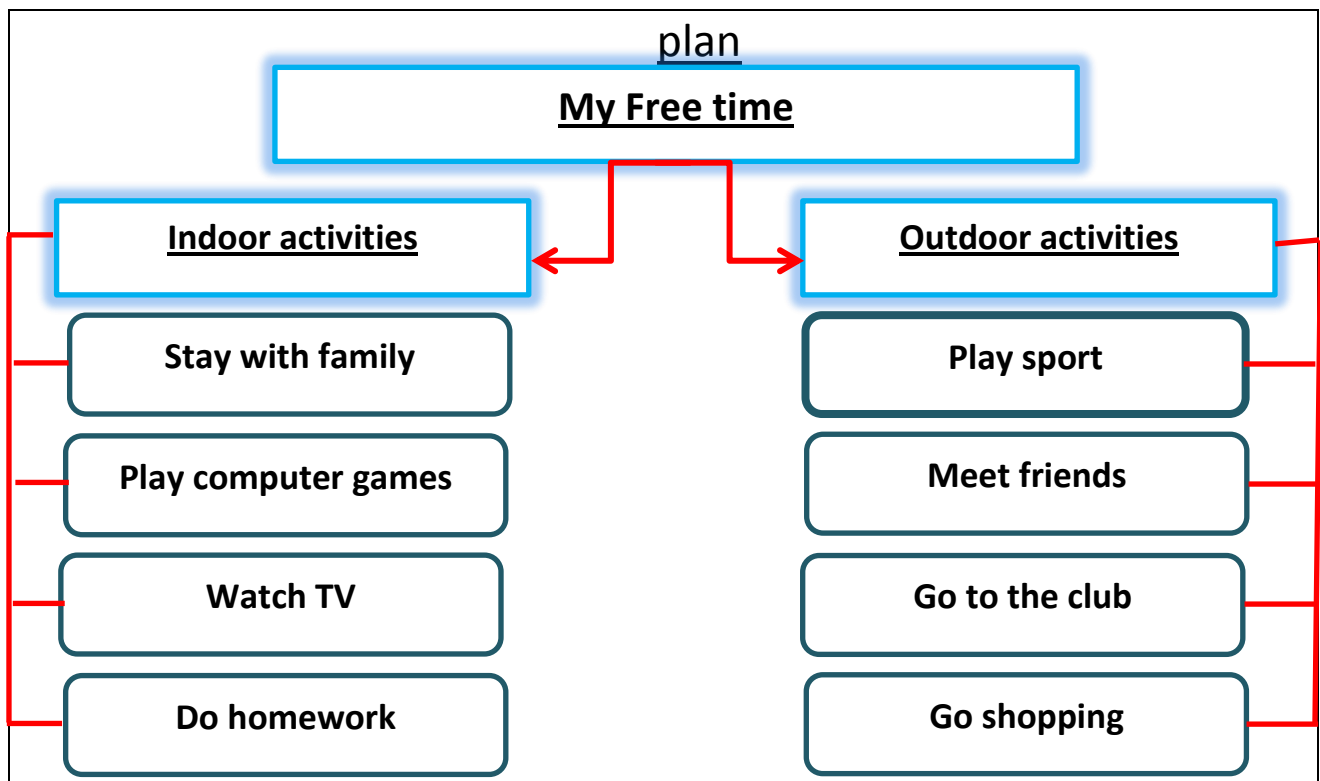 plan
My Free time
Indoor activities
Outdoor activities
Stay with family
Play sport
Play computer games
Meet friends
Watch TV
Go to the club
Do homework
Go shopping